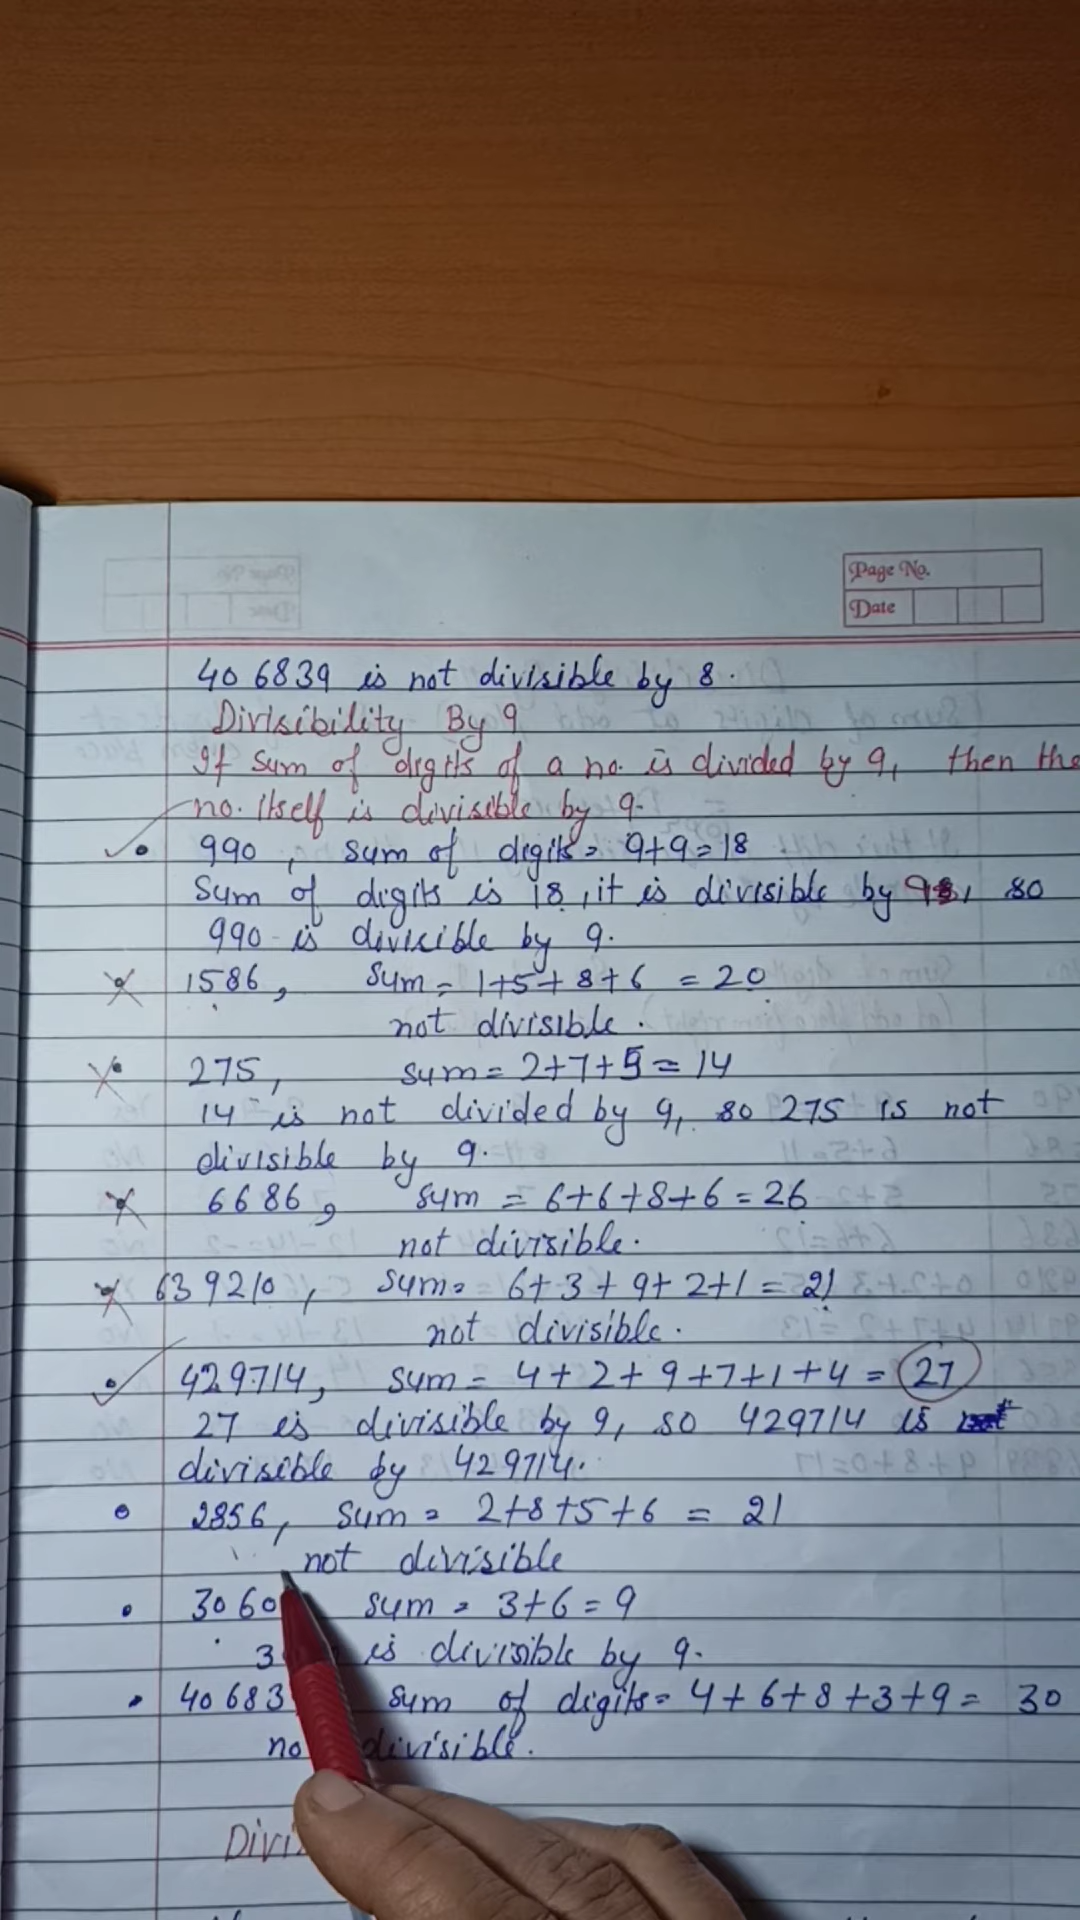 Page No.
Date
406839 is not divisible by 8.
Divisibility By 9
If sum of digits of a no. is divided by 9, then the
no. itself is divisible by 9.
990, sum of digits= 9+9=18
Sum of digits is 18, it is divisible by 9, so
990 is divisible by 9.
1586, sum= 1+5+8+6 = 20
not divisible.
275, sum= 2+7+5= 14
14 is not divided by 9, so 275 is not
divisible by 9.
6686, sum = 6+6+8+6 = 26
not divisible.
639210, sum= 6+3+9+2+1 = 21
not divisible.
429714, sum= 4+2+9+7+1+4 = 27
27 is divisible by 9, so 429714 is
divisible by 429714.
2856, sum= 2+8+5+6 = 21
not divisible
3060 sum = 3+6=9
3 is divisible by 9.
40683 sum of digits= 4+6+8+3+9= 30
no divisible.
Divi